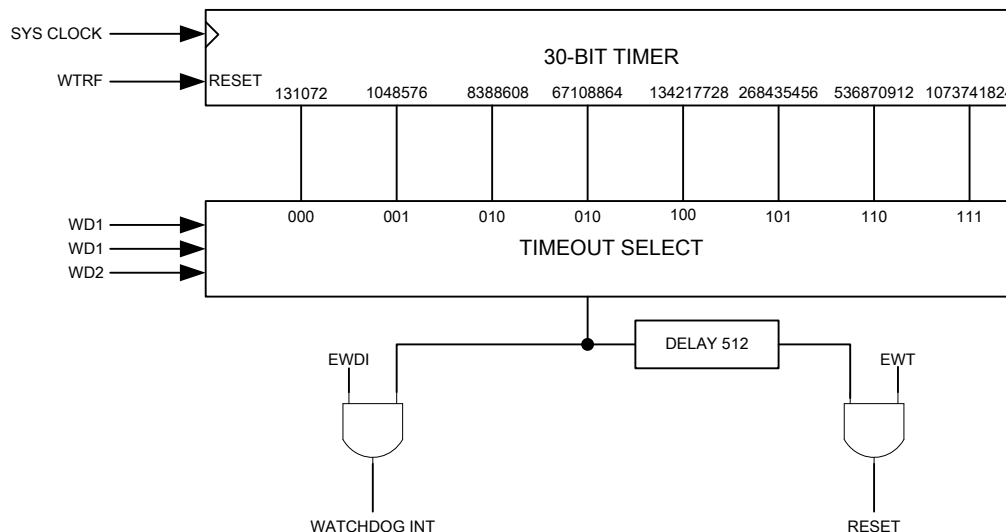 SYS CLOCK
30-BIT TIMER
WTRF
RESET
131072 1048576 8388608 67108864 134217728 268435456 536870912 1073741824
000 001 010 010 100 101 110 111
WD1
TIMEOUT SELECT
WD1
WD2
DELAY 512
EWDI
EWT
WATCHDOG INT
RESET